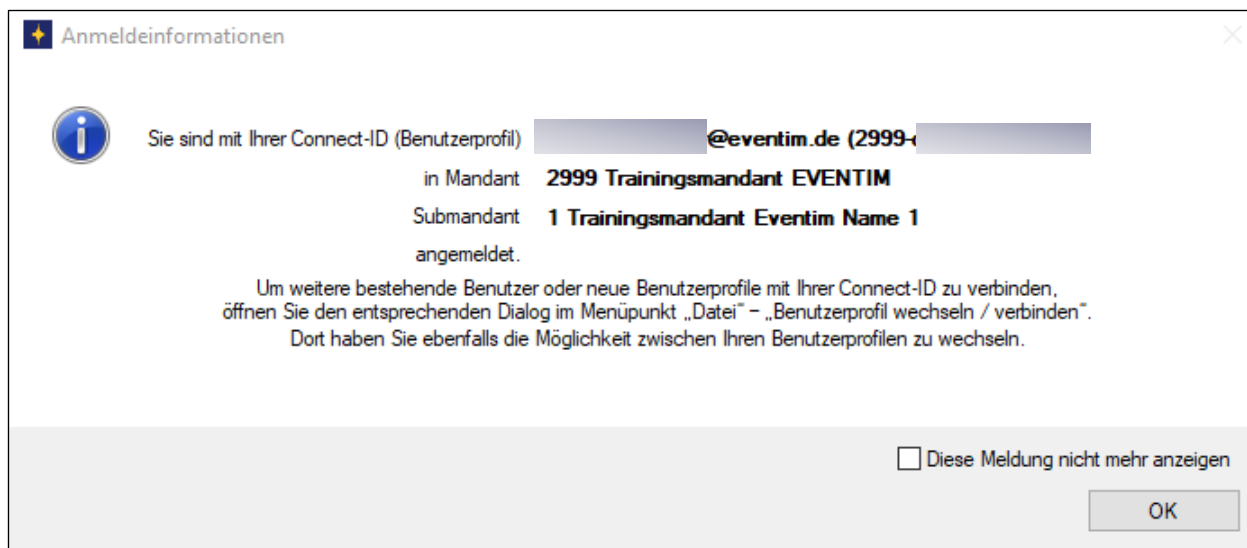 Anmeldeinformationen
Sie sind mit Ihrer Connect-ID (Benutzerprofil) @eventim.de (2999-
in Mandant 2999 Trainingsmandant EVENTIM
Submandant 1 Trainingsmandant Eventim Name 1
angemeldet.
Um weitere bestehende Benutzer oder neue Benutzerprofile mit Ihrer Connect-ID zu verbinden,
öffnen Sie den entsprechenden Dialog im Menüpunkt „Datei“ – „Benutzerprofil wechseln / verbinden“.
Dort haben Sie ebenfalls die Möglichkeit zwischen Ihren Benutzerprofilen zu wechseln.
Diese Meldung nicht mehr anzeigen
OK